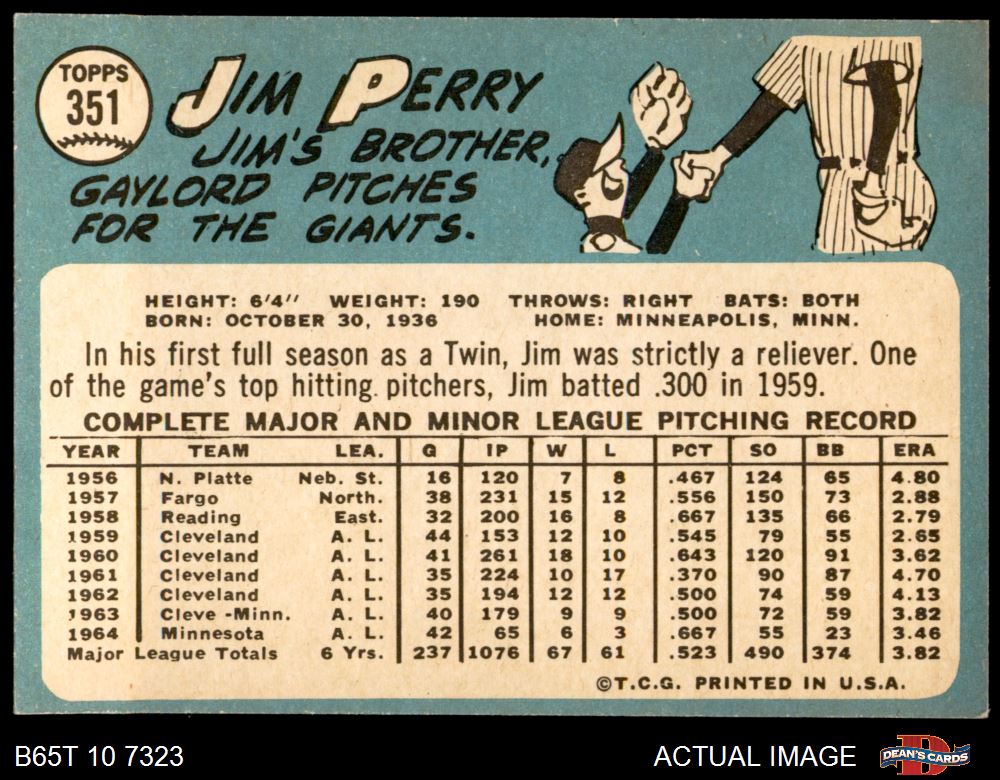 TOPPS
351
JIM PERRY
JIM'S BROTHER,
GAYLORD PITCHES
FOR THE GIANTS.
HEIGHT: 6'4" WEIGHT: 190 THROWS: RIGHT BATS: BOTH
BORN: OCTOBER 30, 1936 HOME: MINNEAPOLIS, MINN.
In his first full season as a Twin, Jim was strictly a reliever. One
of the game's top hitting pitchers, Jim batted .300 in 1959.
COMPLETE MAJOR AND MINOR LEAGUE PITCHING RECORD
YEAR TEAM LEA. G IP W L PCT SO BB ERA
1956 N. Platte Neb. St. 16 120 7 8 .467 124 65 4.80
1957 Fargo North. 38 231 15 12 .556 150 73 2.88
1958 Reading East. 32 200 16 8 .667 135 66 2.79
1959 Cleveland A. L. 44 153 12 10 .545 79 55 2.65
1960 Cleveland A. L. 41 261 18 10 .643 120 91 3.62
1961 Cleveland A. L. 35 224 10 17 .370 90 87 4.70
1962 Cleveland A. L. 35 194 12 12 .500 74 59 4.13
1963 Cleve -Minn. A. L. 40 179 9 9 .500 72 59 3.82
1964 Minnesota A. L. 42 65 6 3 .667 55 23 3.46
Major League Totals 6 Yrs. 237 1076 67 61 .523 490 374 3.82
©T.C.G. PRINTED IN U.S.A.
B65T 10 7323 ACTUAL IMAGE DEAN'S CARDS